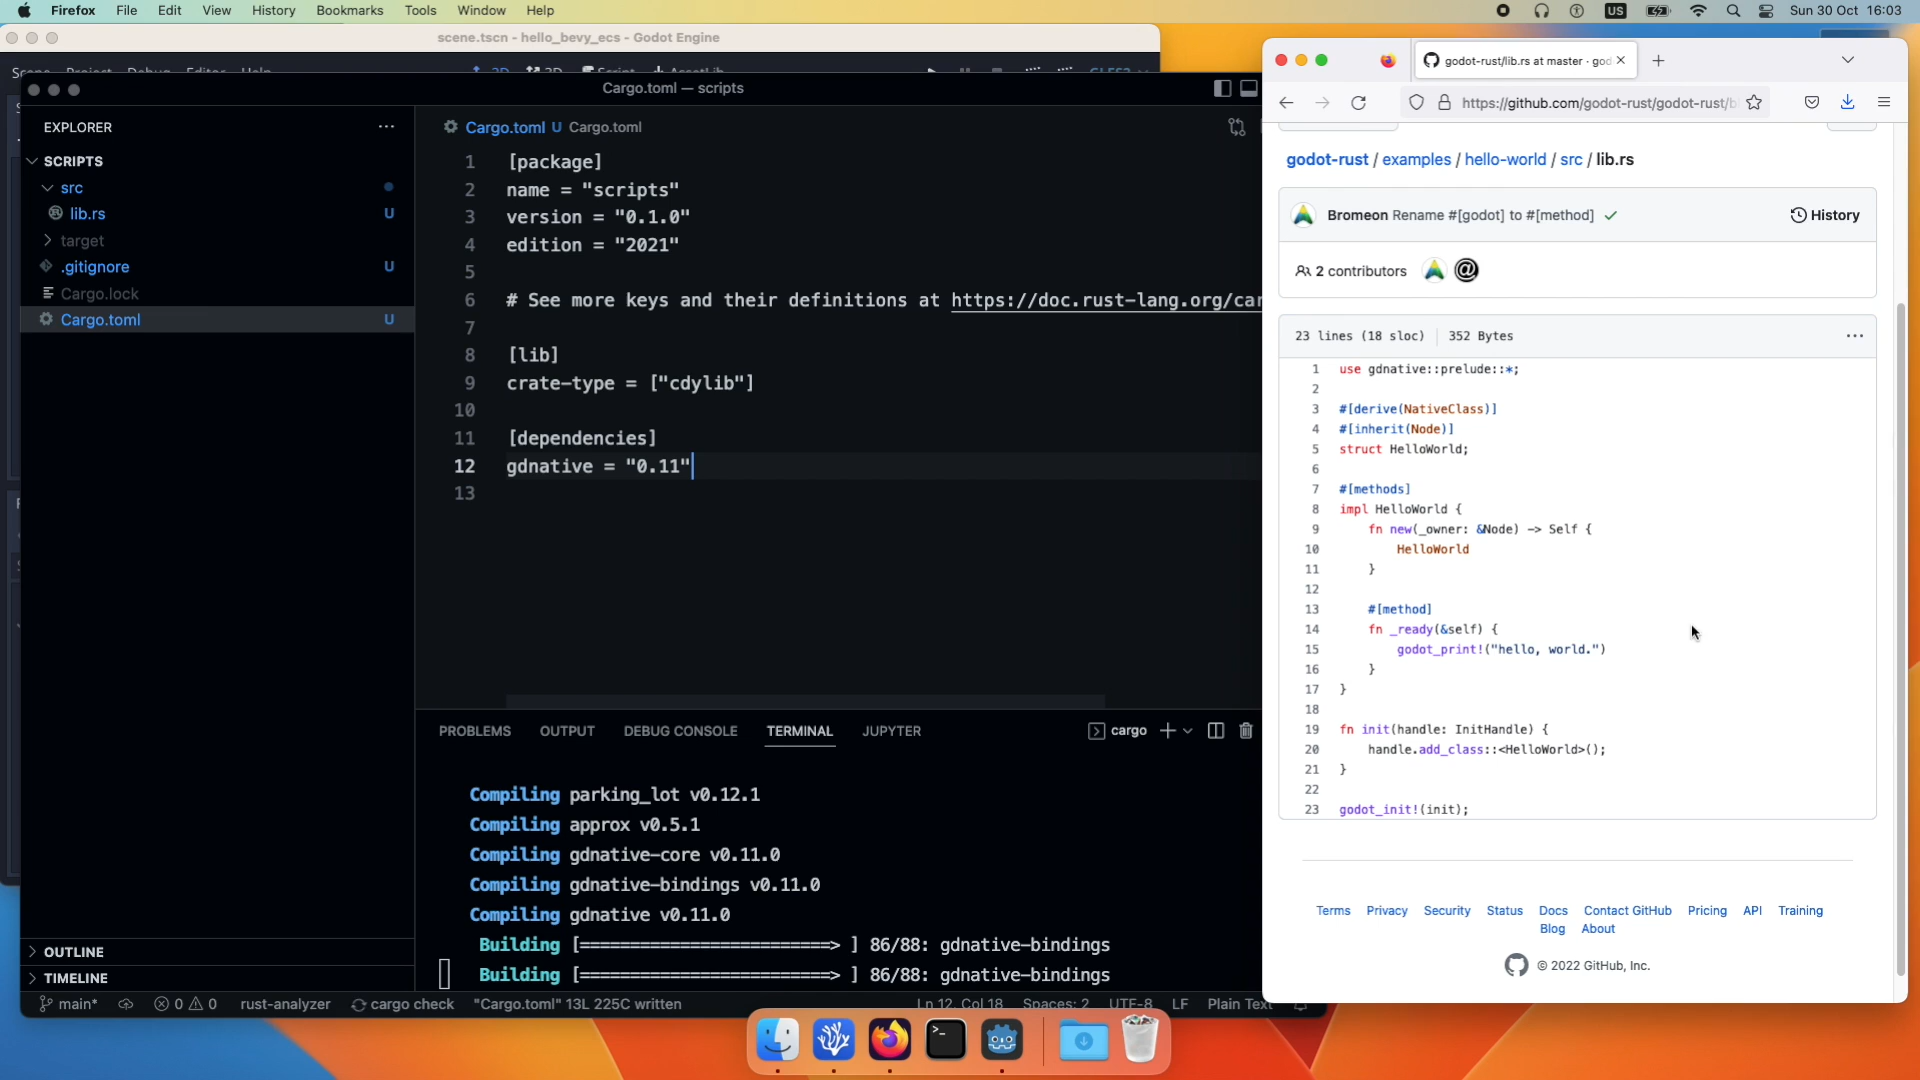 Firefox File Edit View History Bookmarks Tools Window Help
US
Sun 30 Oct 16:03
scene.tscn - hello_bevy_ecs - Godot Engine
Cargo.toml — scripts
EXPLORER
SCRIPTS
src
lib.rs U
target
.gitignore U
Cargo.lock
Cargo.toml U
OUTLINE
TIMELINE
Cargo.toml U Cargo.toml
1 [package]
2 name = "scripts"
3 version = "0.1.0"
4 edition = "2021"
5
6 # See more keys and their definitions at https://doc.rust-lang.org/car
7
8 [lib]
9 crate-type = ["cdylib"]
10
11 [dependencies]
12 gdnative = "0.11"
13
PROBLEMS OUTPUT DEBUG CONSOLE TERMINAL JUPYTER
cargo
Compiling parking_lot v0.12.1
Compiling approx v0.5.1
Compiling gdnative-core v0.11.0
Compiling gdnative-bindings v0.11.0
Compiling gdnative v0.11.0
Building [=========================> ] 86/88: gdnative-bindings
Building [=========================> ] 86/88: gdnative-bindings
main* 0 0 rust-analyzer cargo check "Cargo.toml" 13L 225C written
Ln 12, Col 18 Spaces: 2 UTF-8 LF Plain Text
godot-rust/lib.rs at master · god
https://github.com/godot-rust/godot-rust/b
godot-rust / examples / hello-world / src / lib.rs
Bromeon Rename #[godot] to #[method]
History
2 contributors
23 lines (18 sloc) 352 Bytes
1 use gdnative::prelude::*;
2
3 #[derive(NativeClass)]
4 #[inherit(Node)]
5 struct HelloWorld;
6
7 #[methods]
8 impl HelloWorld {
9 fn new(_owner: &Node) -> Self {
10 HelloWorld
11 }
12
13 #[method]
14 fn _ready(&self) {
15 godot_print!("hello, world.")
16 }
17 }
18
19 fn init(handle: InitHandle) {
20 handle.add_class::<HelloWorld>();
21 }
22
23 godot_init!(init);
Terms Privacy Security Status Docs Contact GitHub Pricing API Training
Blog About
© 2022 GitHub, Inc.